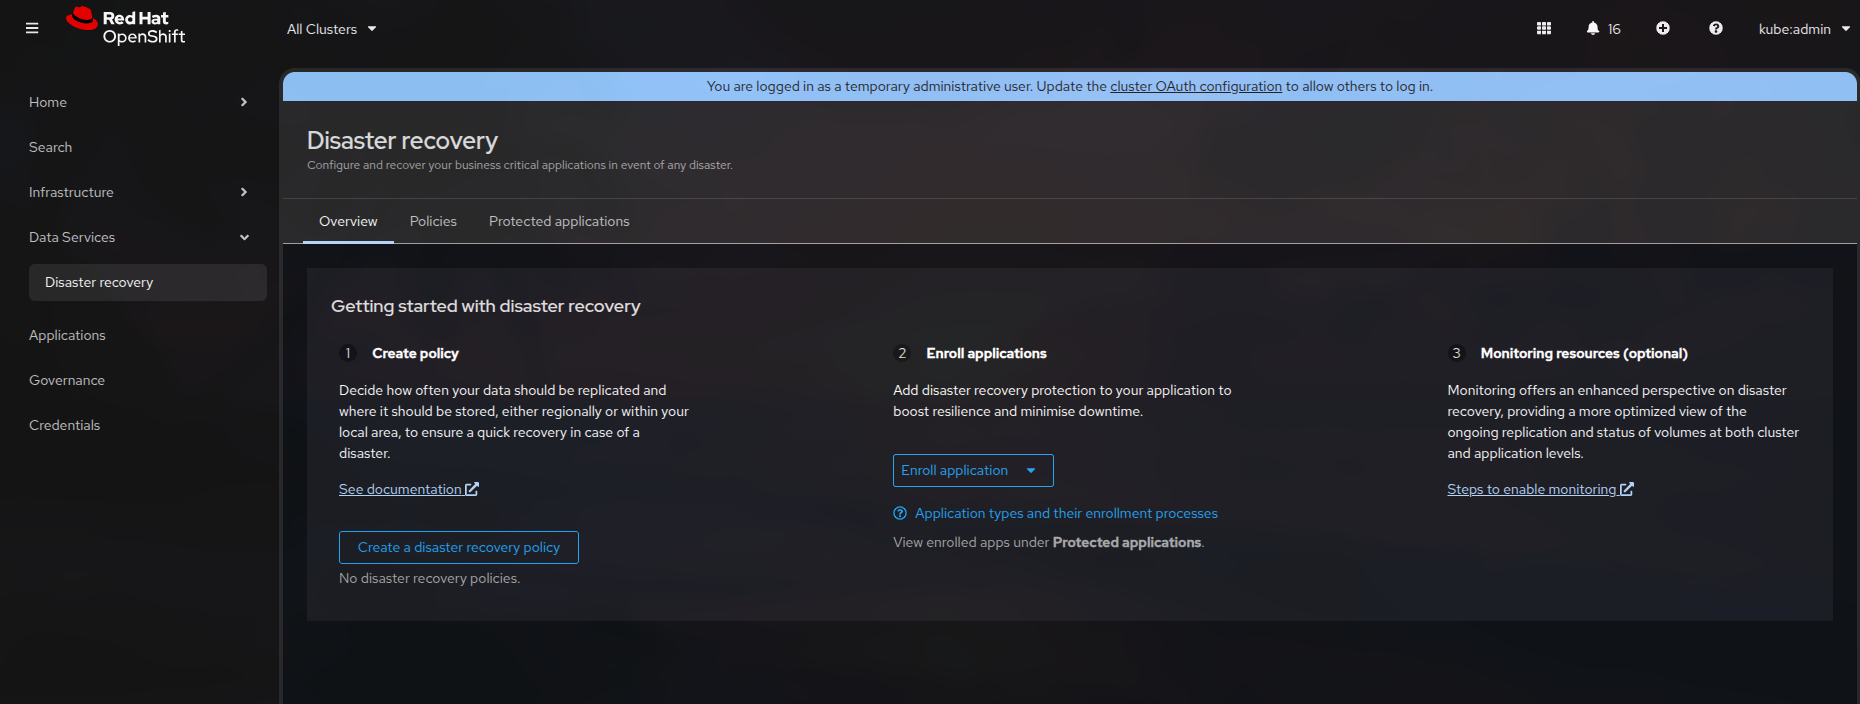 Red Hat
OpenShift
All Clusters
16
kube:admin
Home
Search
Infrastructure
Data Services
Disaster recovery
Applications
Governance
Credentials
You are logged in as a temporary administrative user. Update the cluster OAuth configuration to allow others to log in.
Disaster recovery
Configure and recover your business critical applications in event of any disaster.
Overview
Policies
Protected applications
Getting started with disaster recovery
1 Create policy
Decide how often your data should be replicated and
where it should be stored, either regionally or within your
local area, to ensure a quick recovery in case of a
disaster.
See documentation
Create a disaster recovery policy
No disaster recovery policies.
2 Enroll applications
Add disaster recovery protection to your application to
boost resilience and minimise downtime.
Enroll application
Application types and their enrollment processes
View enrolled apps under Protected applications.
3 Monitoring resources (optional)
Monitoring offers an enhanced perspective on disaster
recovery, providing a more optimized view of the
ongoing replication and status of volumes at both cluster
and application levels.
Steps to enable monitoring